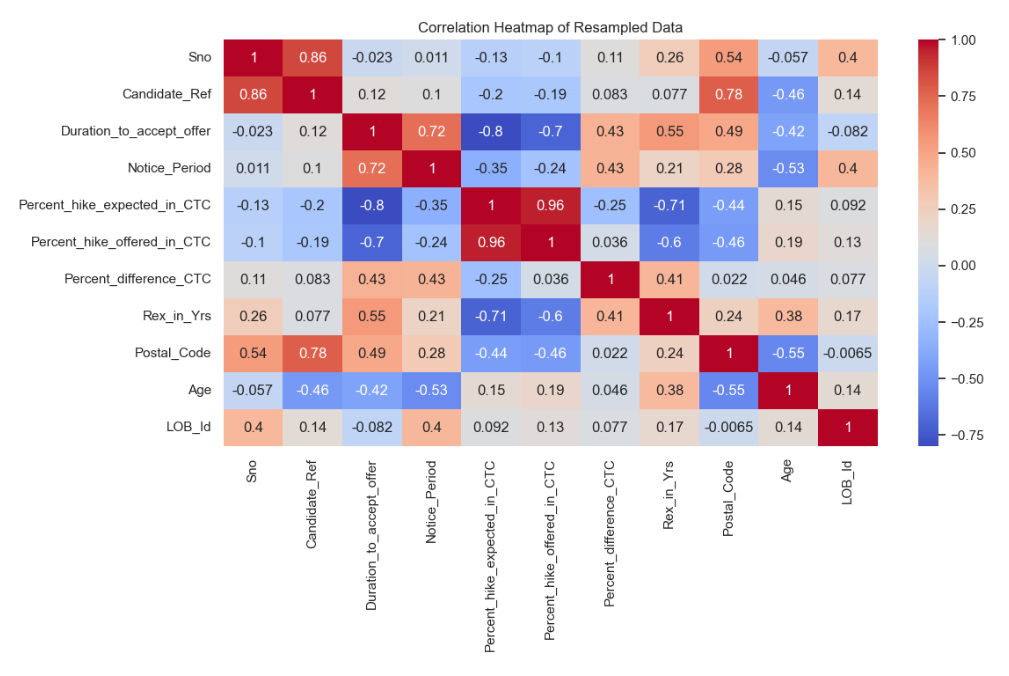 Correlation Heatmap of Resampled Data
Sno 1 0.86 -0.023 0.011 -0.13 -0.1 0.11 0.26 0.54 -0.057 0.4
Candidate_Ref 0.86 1 0.12 0.1 -0.2 -0.19 0.083 0.077 0.78 -0.46 0.14
Duration_to_accept_offer -0.023 0.12 1 0.72 -0.8 -0.7 0.43 0.55 0.49 -0.42 -0.082
Notice_Period 0.011 0.1 0.72 1 -0.35 -0.24 0.43 0.21 0.28 -0.53 0.4
Percent_hike_expected_in_CTC -0.13 -0.2 -0.8 -0.35 1 0.96 -0.25 -0.71 -0.44 0.15 0.092
Percent_hike_offered_in_CTC -0.1 -0.19 -0.7 -0.24 0.96 1 0.036 -0.6 -0.46 0.19 0.13
Percent_difference_CTC 0.11 0.083 0.43 0.43 -0.25 0.036 1 0.41 0.022 0.046 0.077
Rex_in_Yrs 0.26 0.077 0.55 0.21 -0.71 -0.6 0.41 1 0.24 0.38 0.17
Postal_Code 0.54 0.78 0.49 0.28 -0.44 -0.46 0.022 0.24 1 -0.55 -0.0065
Age -0.057 -0.46 -0.42 -0.53 0.15 0.19 0.046 0.38 -0.55 1 0.14
LOB_Id 0.4 0.14 -0.082 0.4 0.092 0.13 0.077 0.17 -0.0065 0.14 1
Sno
Candidate_Ref
Duration_to_accept_offer
Notice_Period
Percent_hike_expected_in_CTC
Percent_hike_offered_in_CTC
Percent_difference_CTC
Rex_in_Yrs
Postal_Code
Age
LOB_Id
1.00
0.75
0.50
0.25
0.00
−0.25
−0.50
−0.75